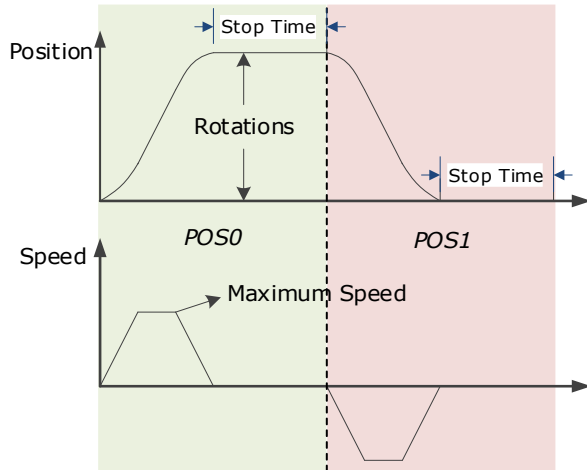 Stop Time
Position
Rotations
Stop Time
POS0
POS1
Speed
Maximum Speed